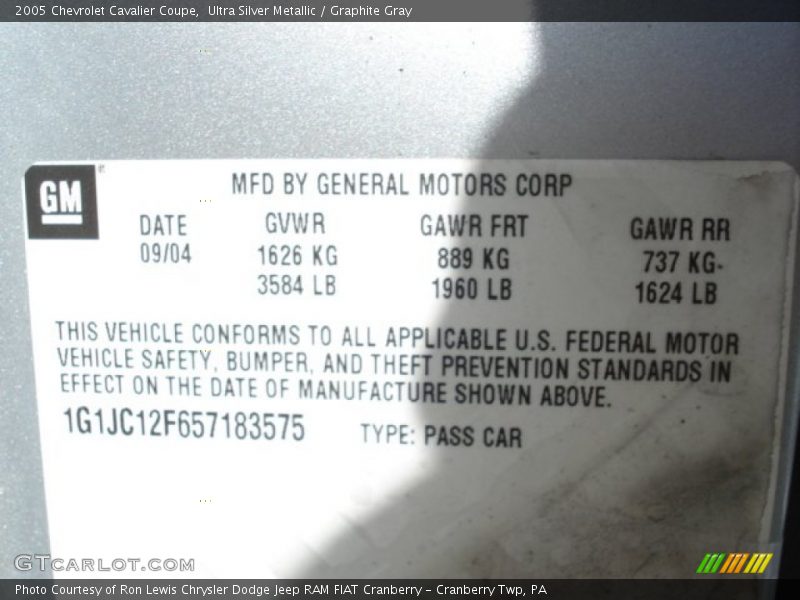 2005 Chevrolet Cavalier Coupe,  Ultra Silver Metallic / Graphite Gray
GM
MFD BY GENERAL MOTORS CORP
DATE GVWR GAWR FRT GAWR RR
09/04 1626 KG 889 KG 737 KG
3584 LB 1960 LB 1624 LB
THIS VEHICLE CONFORMS TO ALL APPLICABLE U.S. FEDERAL MOTOR
VEHICLE SAFETY, BUMPER, AND THEFT PREVENTION STANDARDS IN
EFFECT ON THE DATE OF MANUFACTURE SHOWN ABOVE.
1G1JC12F657183575 TYPE: PASS CAR
GTCARLOT.COM
Photo Courtesy of Ron Lewis Chrysler Dodge Jeep RAM FIAT Cranberry – Cranberry Twp, PA